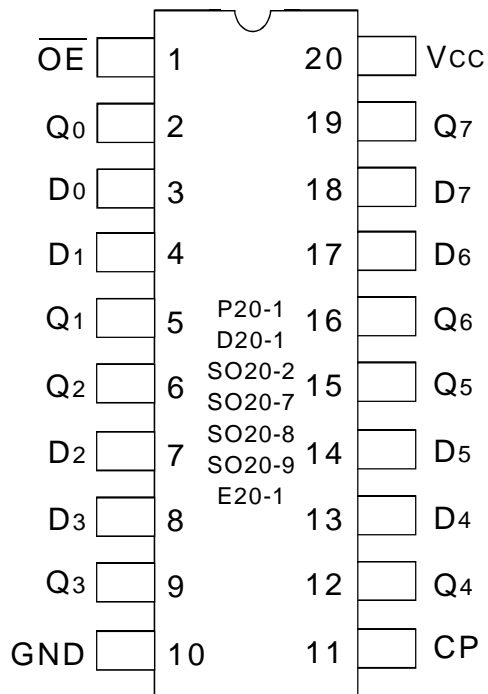 O̅E̅ 1 20 VCC
Q0 2 19 Q7
D0 3 18 D7
D1 4 17 D6
Q1 5 16 Q6
Q2 6 15 Q5
D2 7 14 D5
D3 8 13 D4
Q3 9 12 Q4
GND 10 11 CP
P20-1
D20-1
SO20-2
SO20-7
SO20-8
SO20-9
E20-1